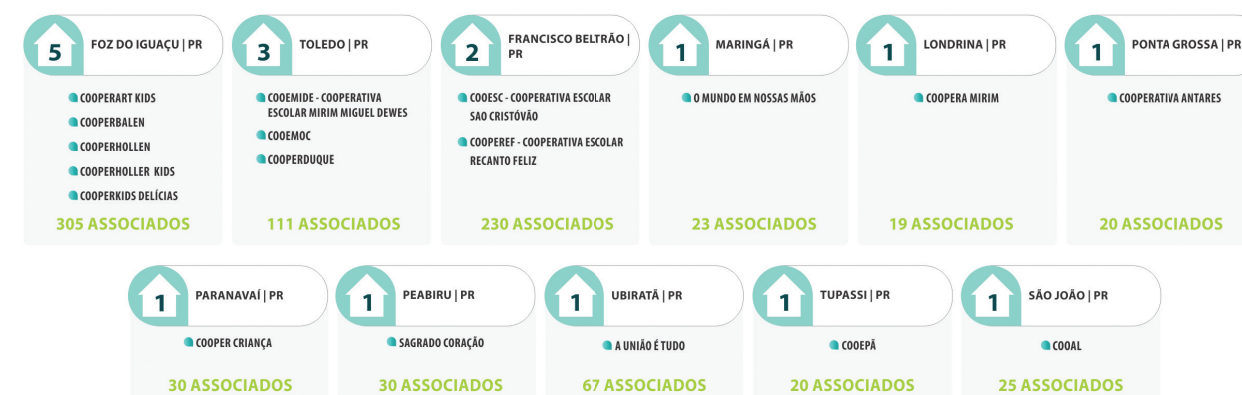 5
FOZ DO IGUAÇU | PR
COOPERART KIDS
COOPERBALEN
COOPERHOLLEN
COOPERHOLLER KIDS
COOPERKIDS DELÍCIAS
305 ASSOCIADOS
3
TOLEDO | PR
COOEMIDE - COOPERATIVA
ESCOLAR MIRIM MIGUEL DEWES
COOEMOC
COOPERDUQUE
111 ASSOCIADOS
2
FRANCISCO BELTRÃO |
PR
COOESC - COOPERATIVA ESCOLAR
SAO CRISTÓVÃO
COOPEREF - COOPERATIVA ESCOLAR
RECANTO FELIZ
230 ASSOCIADOS
1
MARINGÁ | PR
O MUNDO EM NOSSAS MÃOS
23 ASSOCIADOS
1
LONDRINA | PR
COOPERA MIRIM
19 ASSOCIADOS
1
PONTA GROSSA | PR
COOPERATIVA ANTARES
20 ASSOCIADOS
1
PARANAVAÍ | PR
COOPER CRIANÇA
30 ASSOCIADOS
1
PEABIRU | PR
SAGRADO CORAÇÃO
30 ASSOCIADOS
1
UBIRATÃ | PR
A UNIÃO É TUDO
67 ASSOCIADOS
1
TUPASSI | PR
COOEPÃ
20 ASSOCIADOS
1
SÃO JOÃO | PR
COOAL
25 ASSOCIADOS